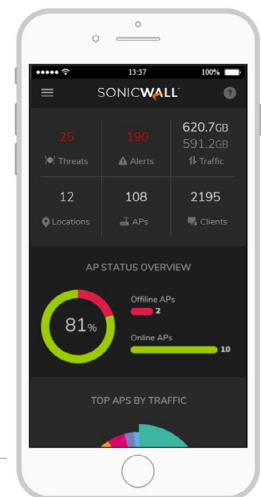 13:37
100%
SONICWALL
?
25
190
620.7GB
591.2GB
Threats
Alerts
Traffic
12
108
2195
Locations
APs
Clients
AP STATUS OVERVIEW
81%
Offiline APs
2
Online APs
10
TOP APS BY TRAFFIC